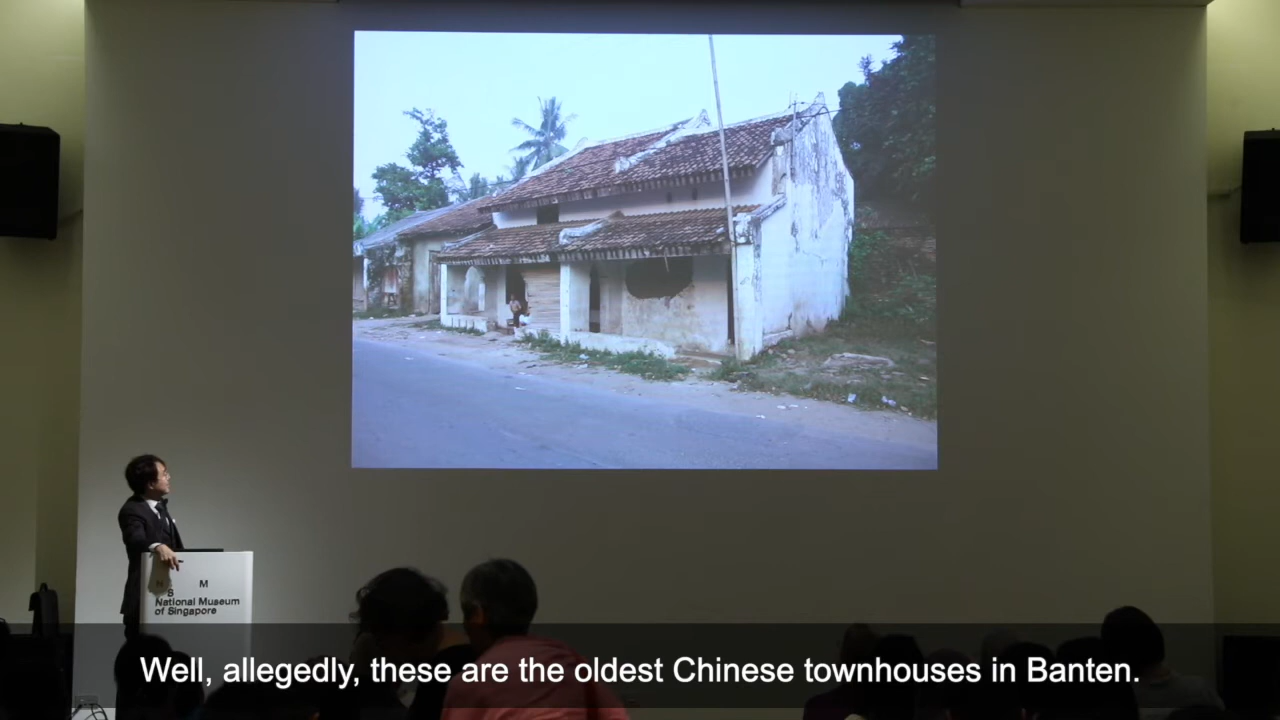 N M
S
National Museum
of Singapore
Well, allegedly, these are the oldest Chinese townhouses in Banten.